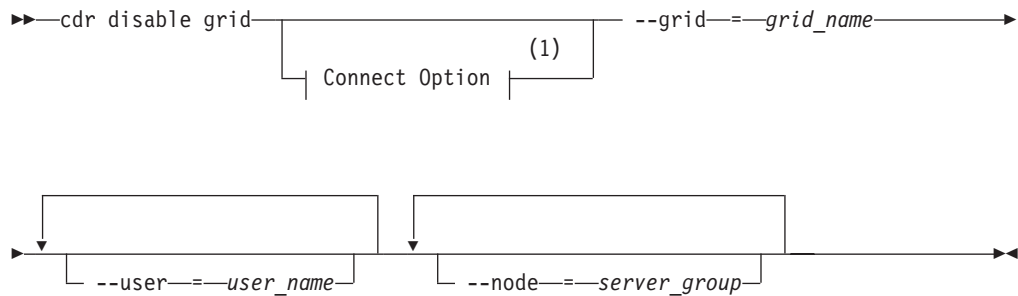 cdr disable grid --grid = grid_name
(1)
Connect Option
--user = user_name --node = server_group